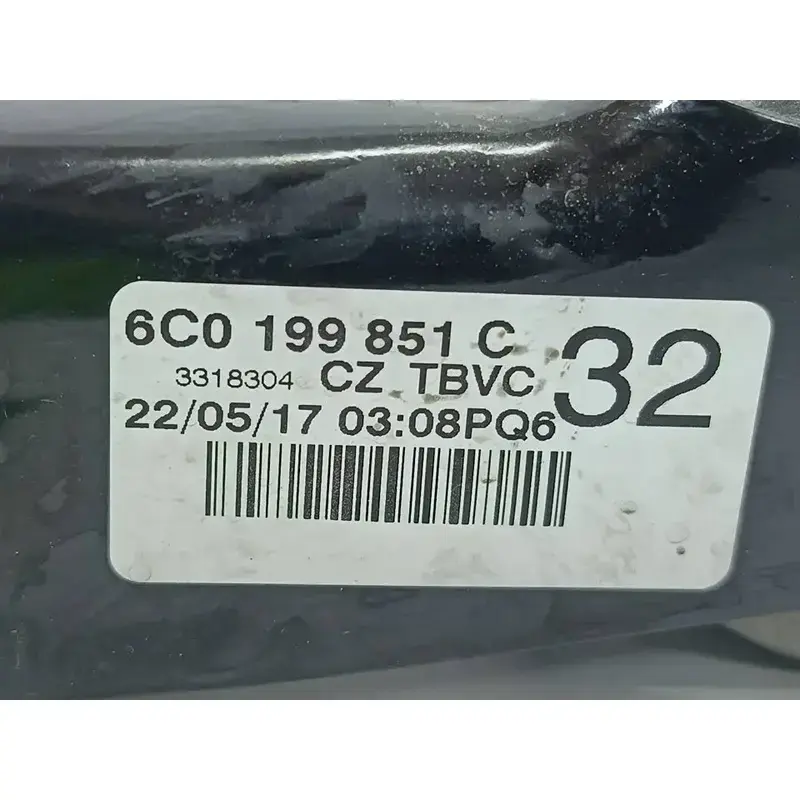 6C0 199 851 C
32
3318304 CZ TBVC
22/05/17 03:08PQ6